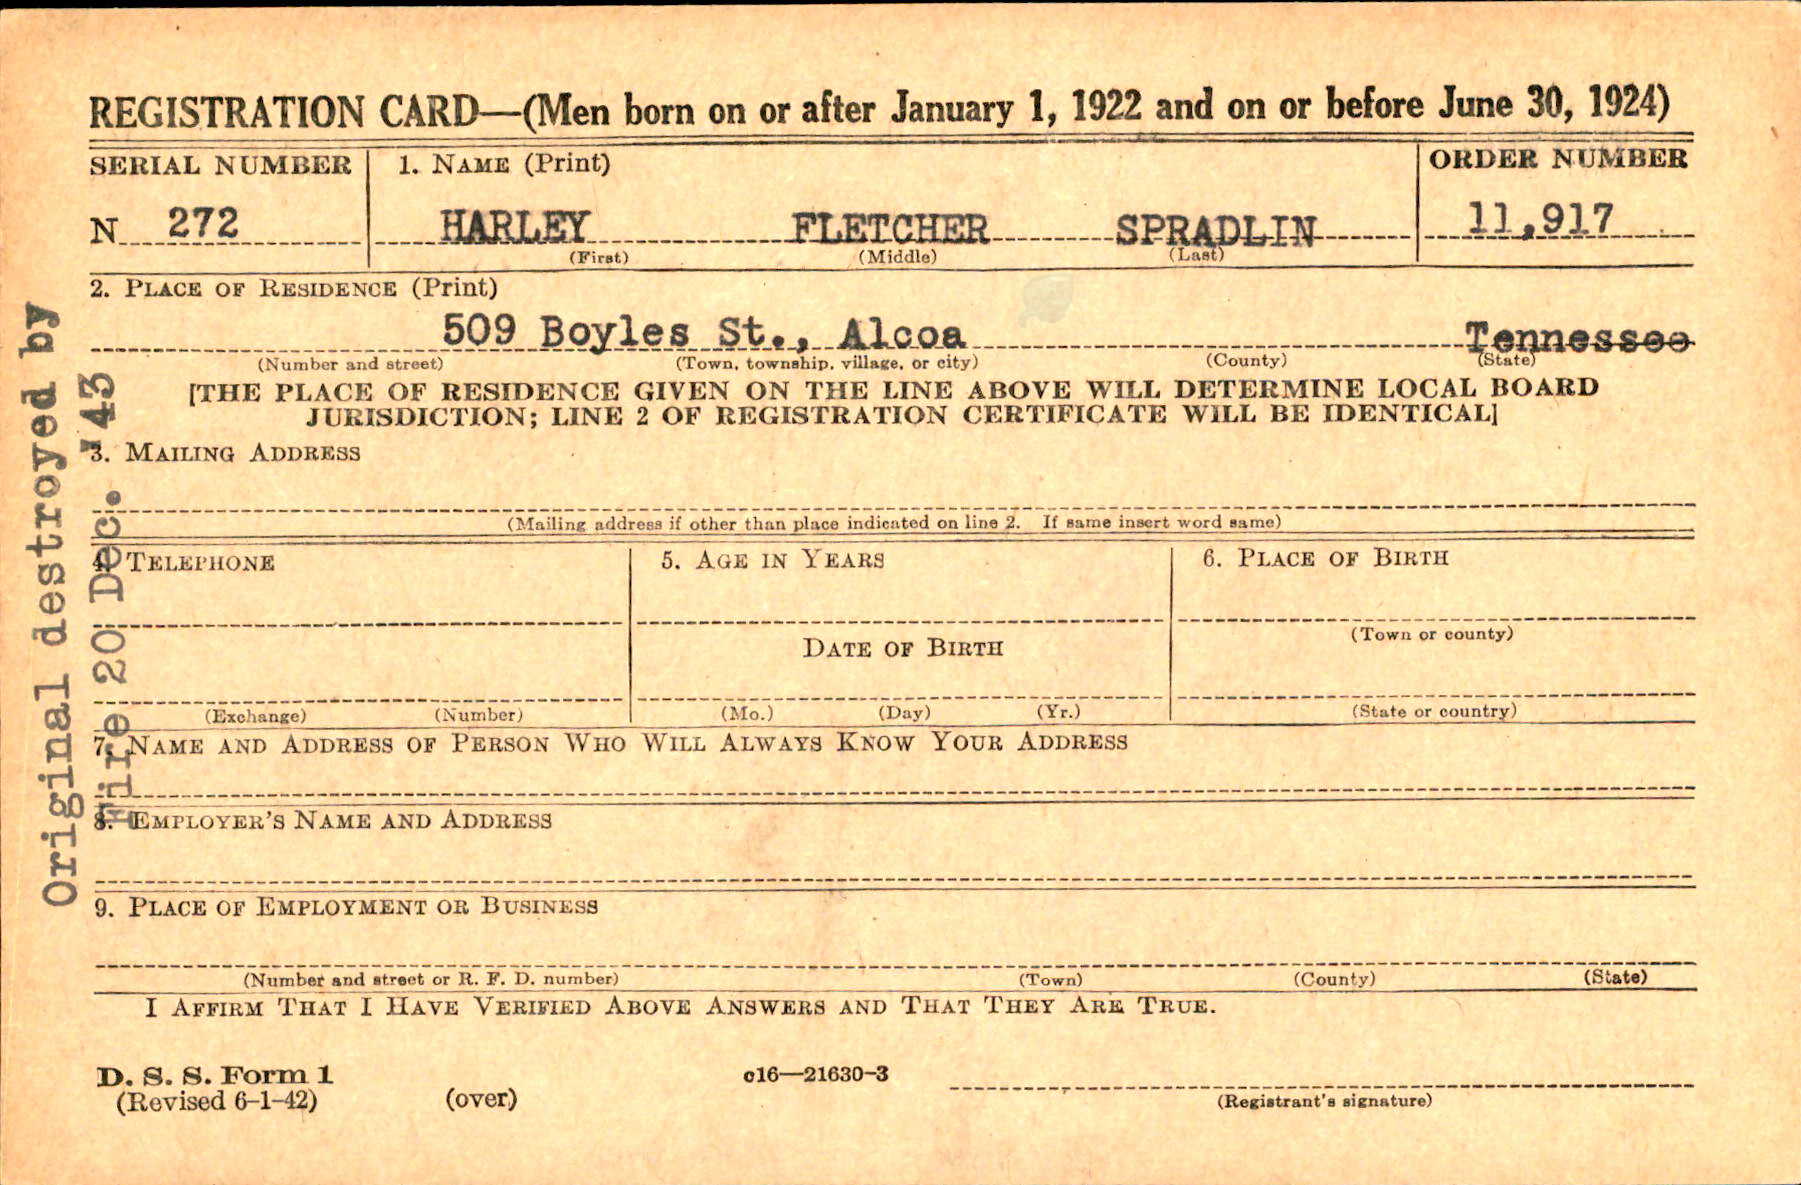 REGISTRATION CARD—(Men born on or after January 1, 1922 and on or before June 30, 1924)
SERIAL NUMBER 1. NAME (Print) ORDER NUMBER
N 272 HARLEY FLETCHER SPRADLIN 11,917
(First) (Middle) (Last)
2. PLACE OF RESIDENCE (Print)
509 Boyles St., Alcoa Tennessee
(Number and street) (Town, township, village, or city) (County) (State)
[THE PLACE OF RESIDENCE GIVEN ON THE LINE ABOVE WILL DETERMINE LOCAL BOARD
JURISDICTION; LINE 2 OF REGISTRATION CERTIFICATE WILL BE IDENTICAL]
3. MAILING ADDRESS
(Mailing address if other than place indicated on line 2. If same insert word same)
4. TELEPHONE 5. AGE IN YEARS 6. PLACE OF BIRTH
(Town or county)
DATE OF BIRTH
(Exchange) (Number) (Mo.) (Day) (Yr.) (State or country)
7. NAME AND ADDRESS OF PERSON WHO WILL ALWAYS KNOW YOUR ADDRESS
8. EMPLOYER'S NAME AND ADDRESS
9. PLACE OF EMPLOYMENT OR BUSINESS
(Number and street or R. F. D. number) (Town) (County) (State)
I AFFIRM THAT I HAVE VERIFIED ABOVE ANSWERS AND THAT THEY ARE TRUE.
D. S. S. Form 1
(Revised 6-1-42) (over) c16—21630-3
(Registrant's signature)
Original destroyed by
Fire 20 Dec. "43